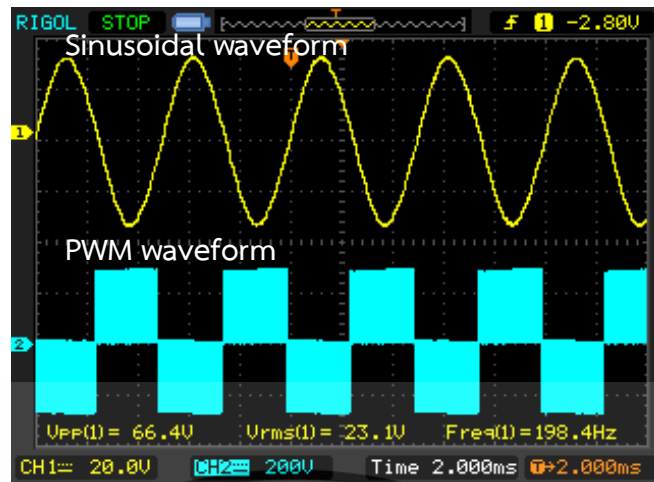 RIGOL STOP T f 1 -2.80V
Sinusoidal waveform
T
1
PWM waveform
2
Vpp(1)= 66.4V Vrms(1)= 23.1V Freq(1)=198.4Hz
CH1 20.0V CH2 200V Time 2.000ms T→2.000ms